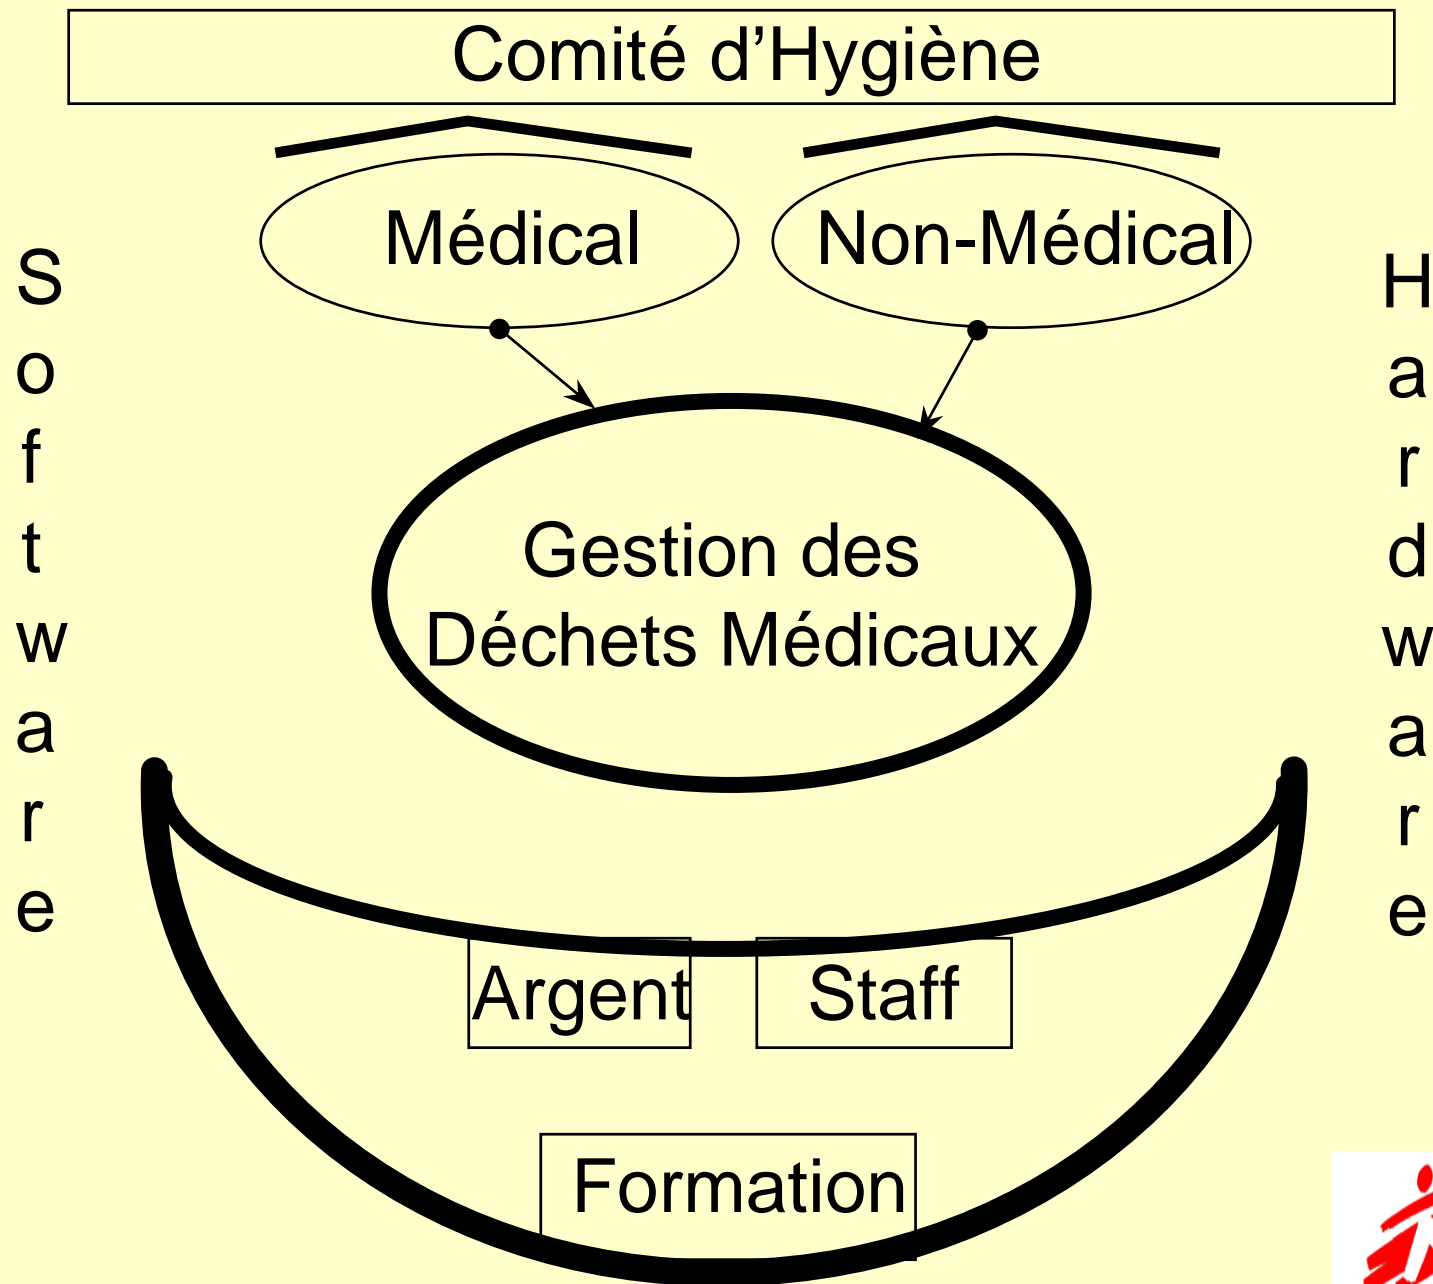 Comité d’Hygiène
Médical
Non-Médical
Software
Hardware
Gestion des
Déchets Médicaux
Argent
Staff
Formation